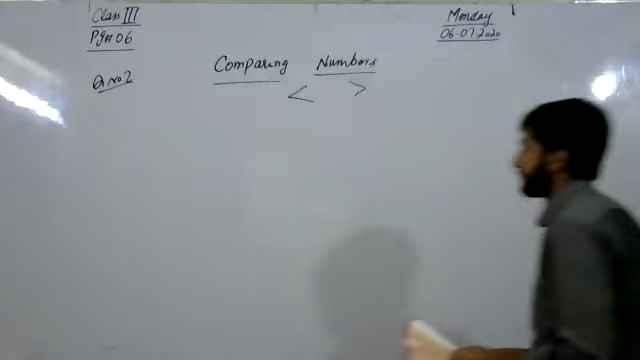 Class III
Pg# 06
Q no 2
Monday
06-07-2020
Comparing Numbers
< >